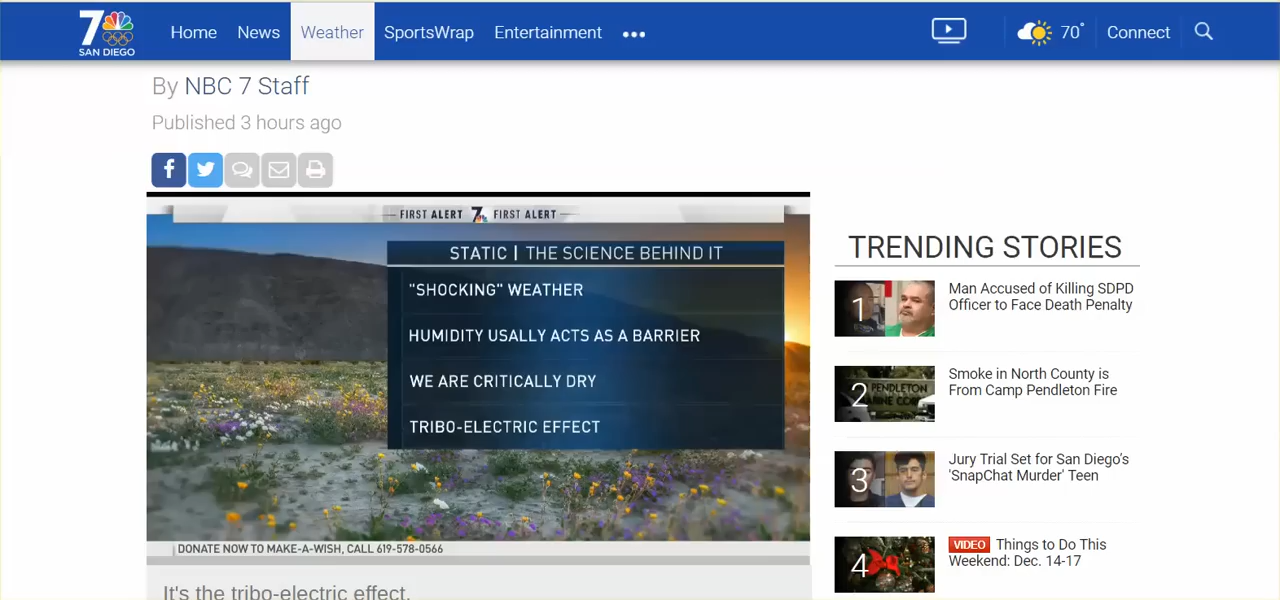 7
SAN DIEGO
Home
News
Weather
SportsWrap
Entertainment
70°
Connect
By NBC 7 Staff
Published 3 hours ago
FIRST ALERT 7 FIRST ALERT
STATIC | THE SCIENCE BEHIND IT
"SHOCKING" WEATHER
HUMIDITY USALLY ACTS AS A BARRIER
WE ARE CRITICALLY DRY
TRIBO-ELECTRIC EFFECT
DONATE NOW TO MAKE-A-WISH, CALL 619-578-0566
It's the tribo-electric effect.
TRENDING STORIES
1
Man Accused of Killing SDPD
Officer to Face Death Penalty
2
PENDLETON
Smoke in North County is
From Camp Pendleton Fire
3
Jury Trial Set for San Diego's
'SnapChat Murder' Teen
4
VIDEO Things to Do This
Weekend: Dec. 14-17